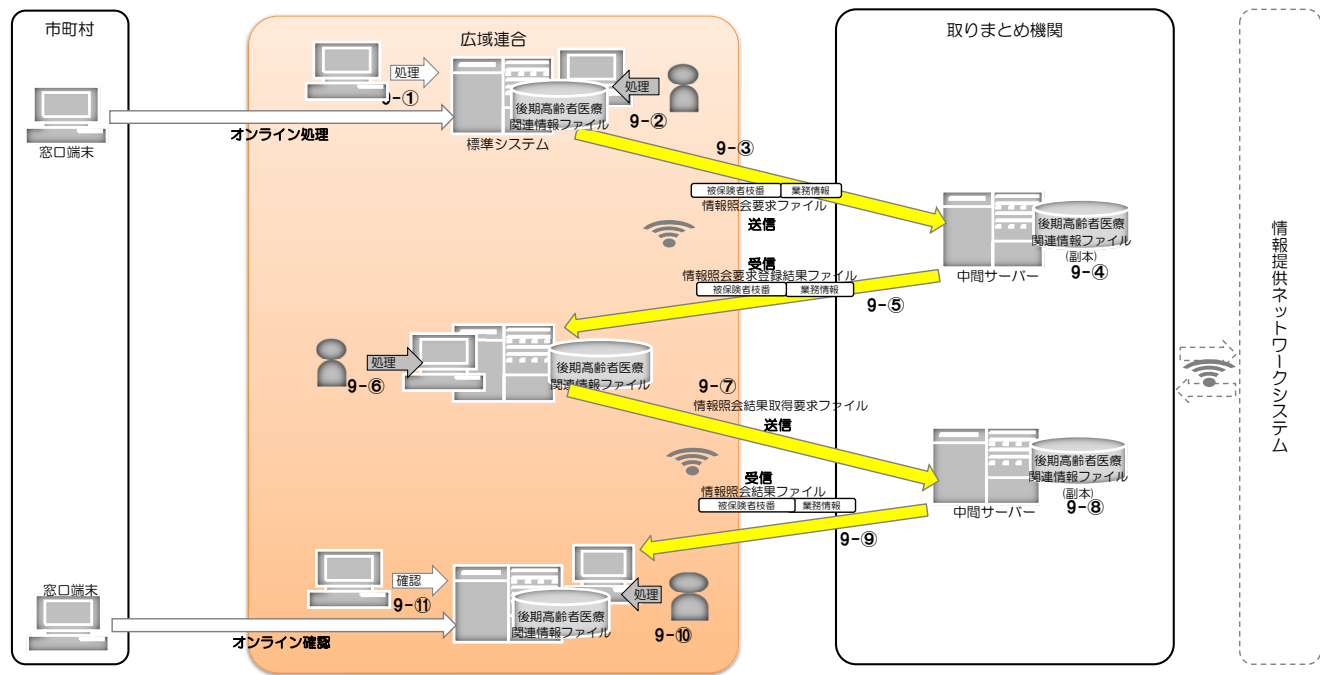 市町村
広域連合
取りまとめ機関
処理
9-①
処理
9-②
後期高齢者医療
関連情報ファイル
標準システム
オンライン処理
窓口端末
9-③
被保険者枝番
業務情報
情報照会要求ファイル
送信
後期高齢者医療
関連情報ファイル
(副本)
9-④
中間サーバー
受信
情報照会要求登録結果ファイル
被保険者枝番
業務情報
9-⑤
処理
9-⑥
後期高齢者医療
関連情報ファイル
9-⑦
情報照会結果取得要求ファイル
送信
後期高齢者医療
関連情報ファイル
(副本)
9-⑧
中間サーバー
受信
情報照会結果ファイル
被保険者枝番
業務情報
9-⑨
確認
9-⑪
処理
9-⑩
後期高齢者医療
関連情報ファイル
窓口端末
オンライン確認
情報提供ネットワークシステム